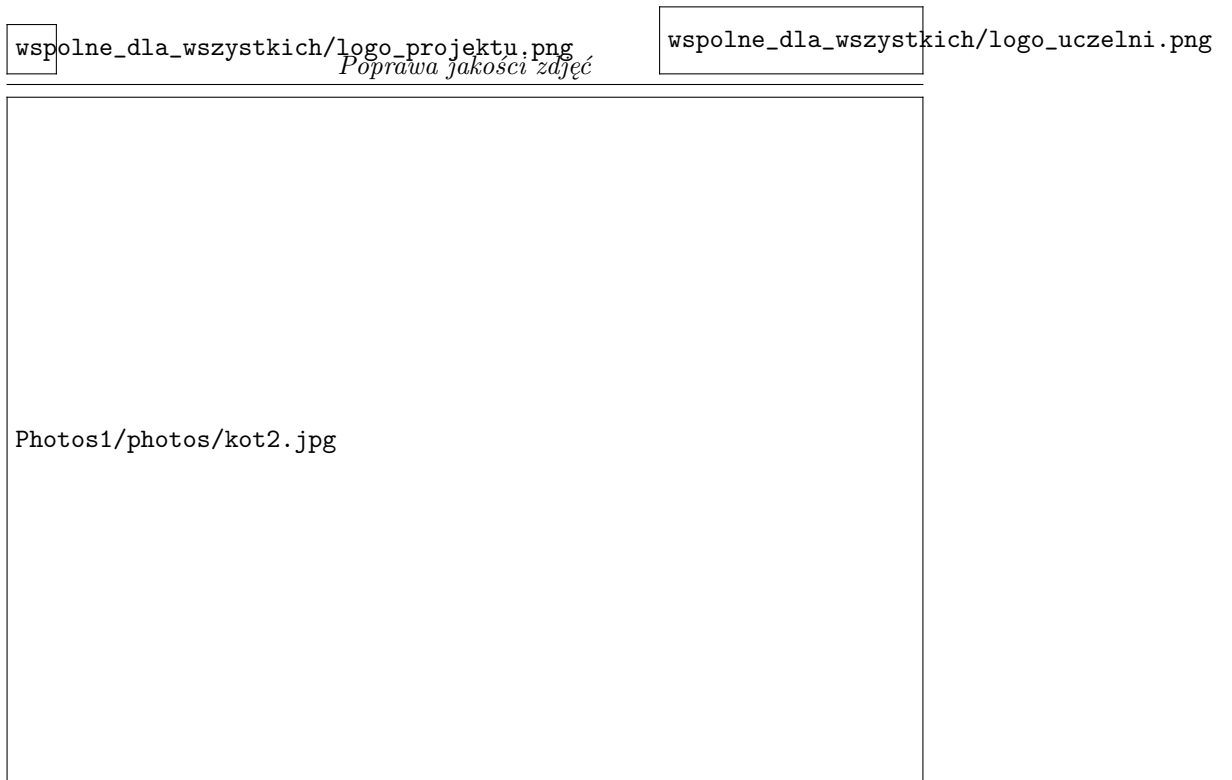 wspolne_dla_wszystkich/logo_projektu.png
wspolne_dla_wszystkich/logo_uczelni.png
Poprawa jakości zdjęć
Photos1/photos/kot2.jpg